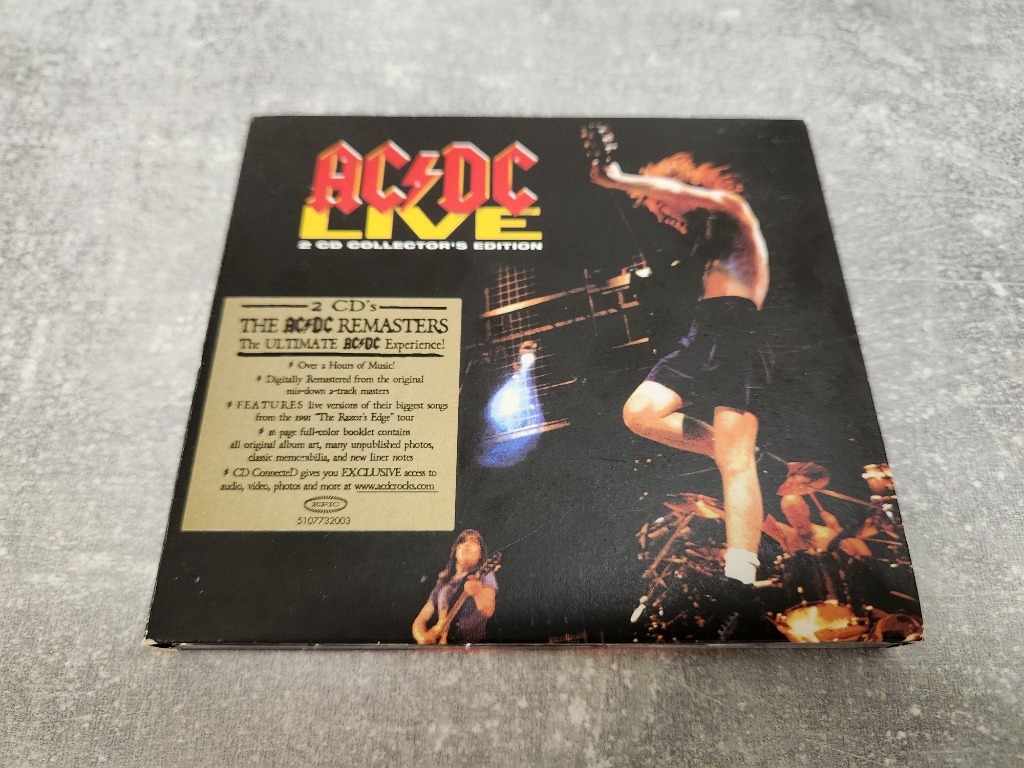 AC⚡DC
LIVE
2 CD COLLECTOR'S EDITION
2 CD's
THE AC⚡DC REMASTERS
The ULTIMATE AC⚡DC Experience!
⚡ Over 2 Hours of Music!
⚡ Digitally Remastered from the original
mix-down 2-track masters
⚡ FEATURES live versions of their biggest songs
from the 1991 "The Razor's Edge" tour
⚡ 16 page full-color booklet contains
all original album art, many unpublished photos,
classic memorabilia, and new liner notes
⚡ CD ConnecteD gives you EXCLUSIVE access to
audio, video, photos and more at www.acdcrocks.com
EPIC
5107732003